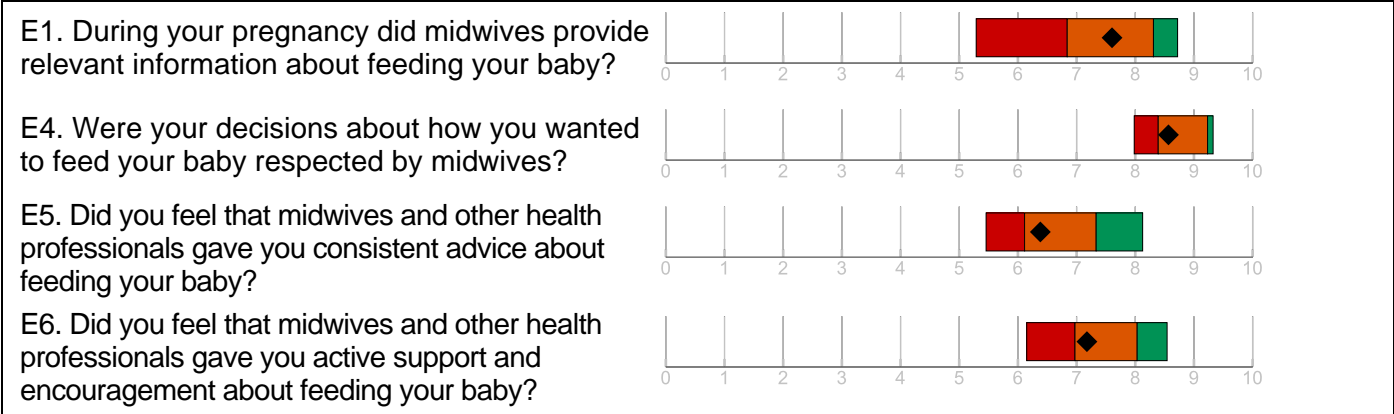 E1. During your pregnancy did midwives provide
relevant information about feeding your baby?
0 1 2 3 4 5 6 7 8 9 10
E4. Were your decisions about how you wanted
to feed your baby respected by midwives?
0 1 2 3 4 5 6 7 8 9 10
E5. Did you feel that midwives and other health
professionals gave you consistent advice about
feeding your baby?
0 1 2 3 4 5 6 7 8 9 10
E6. Did you feel that midwives and other health
professionals gave you active support and
encouragement about feeding your baby?
0 1 2 3 4 5 6 7 8 9 10